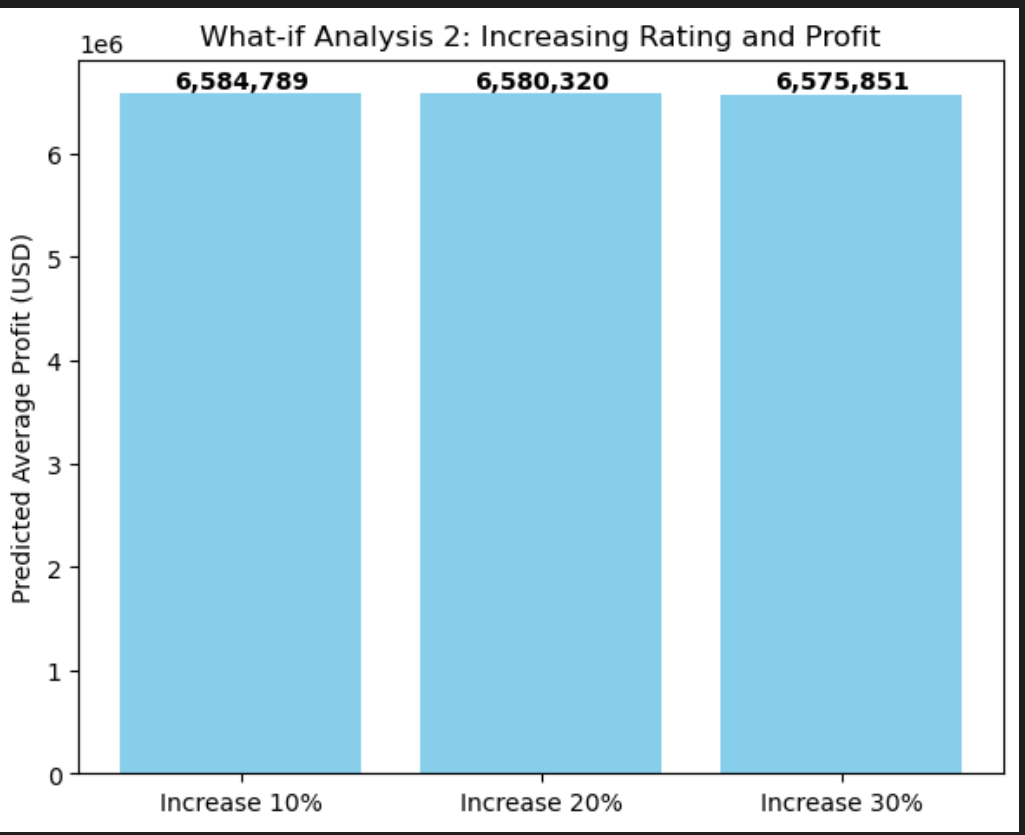 What-if Analysis 2: Increasing Rating and Profit
1e6
6,584,789 6,580,320 6,575,851
6
5
4
3
2
1
0
Predicted Average Profit (USD)
Increase 10% Increase 20% Increase 30%